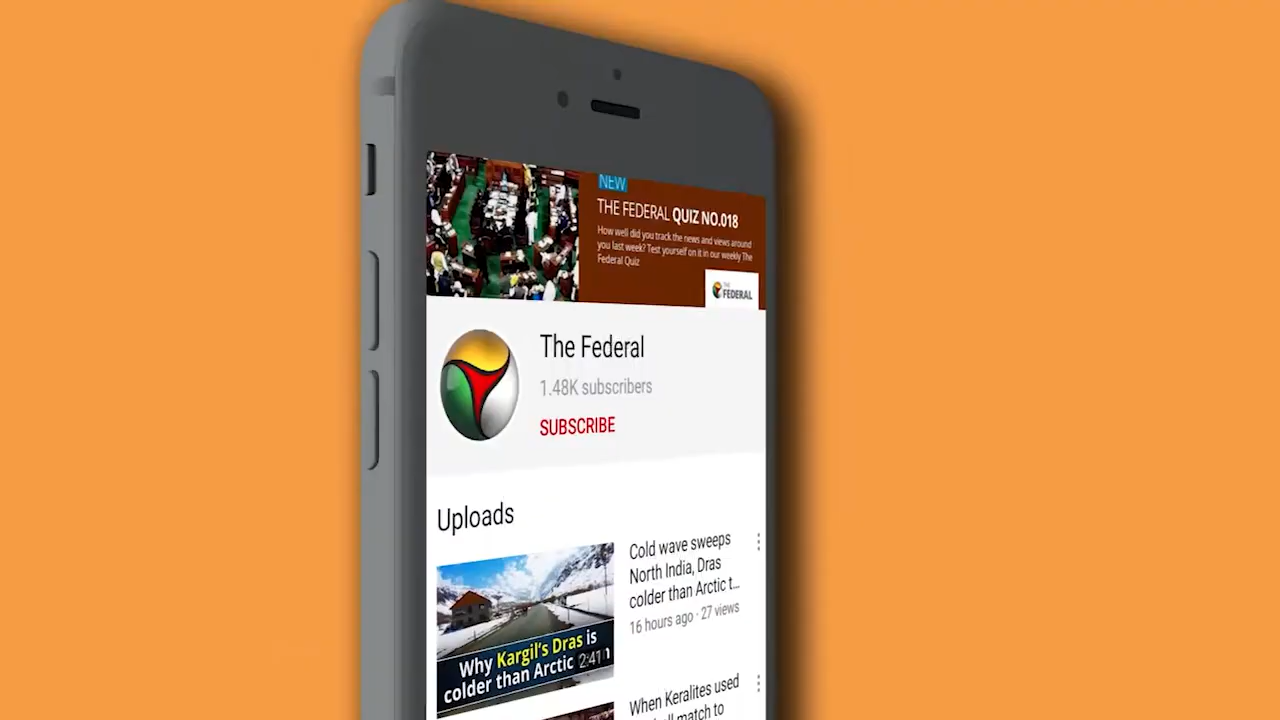 NEW
THE FEDERAL QUIZ NO.018
How well did you track the news and views around
you last week? Test yourself on it in our weekly The
Federal Quiz
THE
FEDERAL
The Federal
1.48K subscribers
SUBSCRIBE
Uploads
Cold wave sweeps
North India, Dras
colder than Arctic t...
16 hours ago · 27 views
Why Kargil's Dras is
colder than Arctic
2:41
When Keralites used
match to